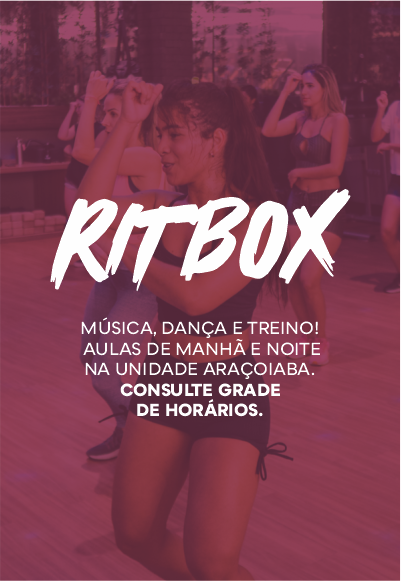 RITBOX
MÚSICA, DANÇA E TREINO!
AULAS DE MANHÃ E NOITE
NA UNIDADE ARAÇOIABA.
CONSULTE GRADE
DE HORÁRIOS.